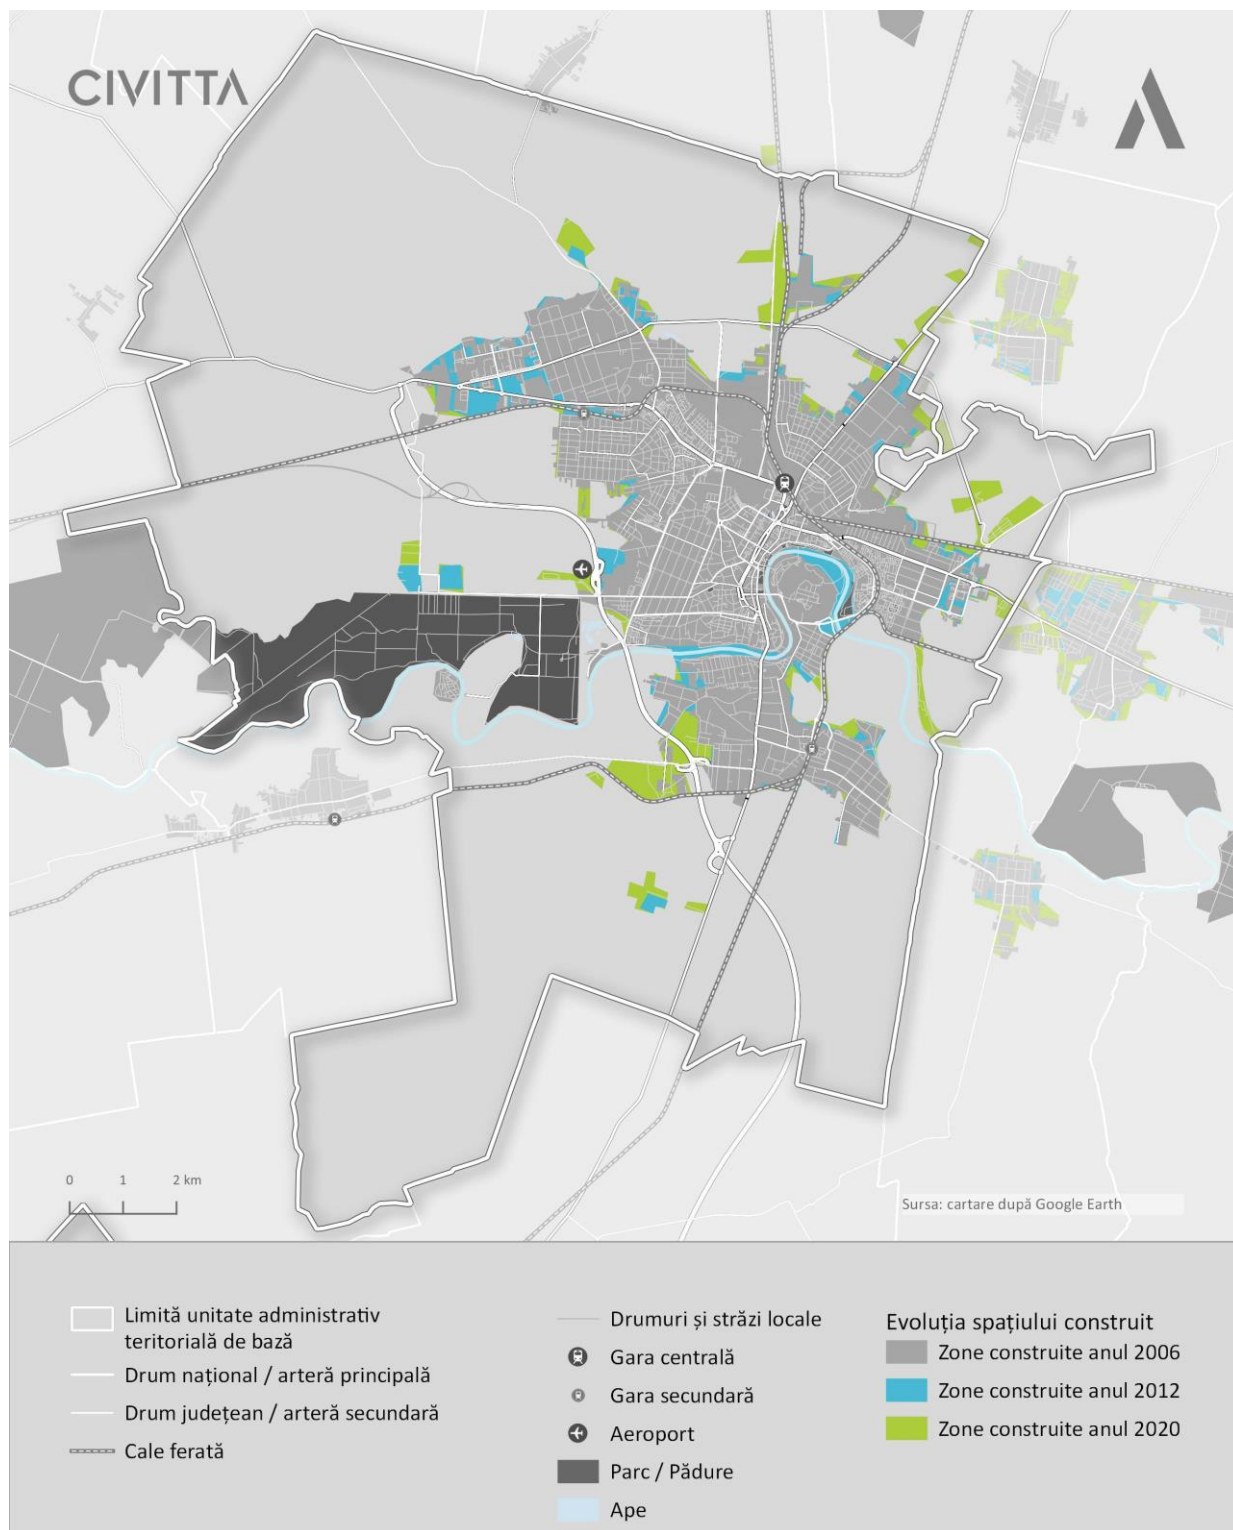 CIVITTA
0 1 2 km
Sursa: cartare după Google Earth
Limită unitate administrativ
teritorială de bază
Drum național / arteră principală
Drum județean / arteră secundară
Cale ferată
Drumuri și străzi locale
Gara centrală
Gara secundară
Aeroport
Parc / Pădure
Ape
Evoluția spațiului construit
Zone construite anul 2006
Zone construite anul 2012
Zone construite anul 2020